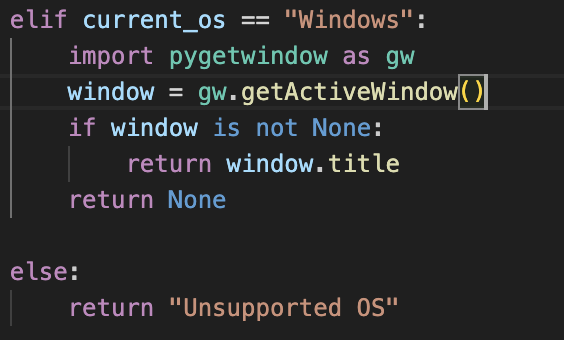 elif current_os == "Windows":
    import pygetwindow as gw
    window = gw.getActiveWindow()
    if window is not None:
        return window.title
    return None

else:
    return "Unsupported OS"